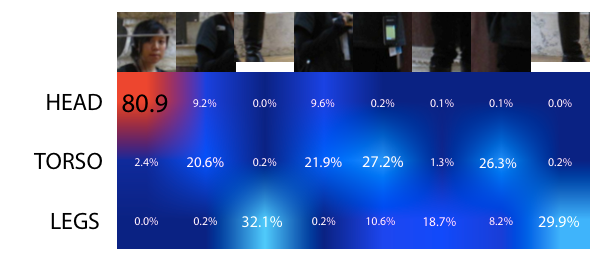 HEAD 80.9 9.2% 0.0% 9.6% 0.2% 0.1% 0.1% 0.0%
TORSO 2.4% 20.6% 0.2% 21.9% 27.2% 1.3% 26.3% 0.2%
LEGS 0.0% 0.2% 32.1% 0.2% 10.6% 18.7% 8.2% 29.9%